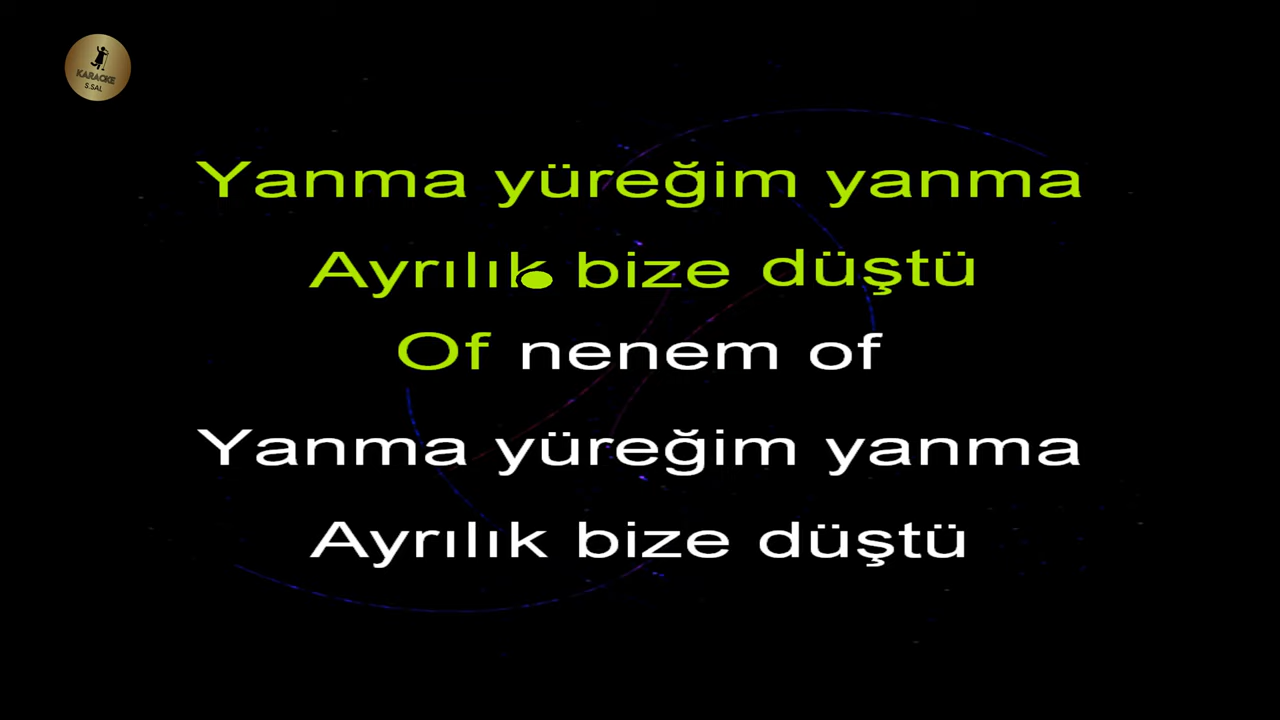 KARAOKE
S.SAL
Yanma yüreğim yanma
Ayrılık bize düştü
Of nenem of
Yanma yüreğim yanma
Ayrılık bize düştü